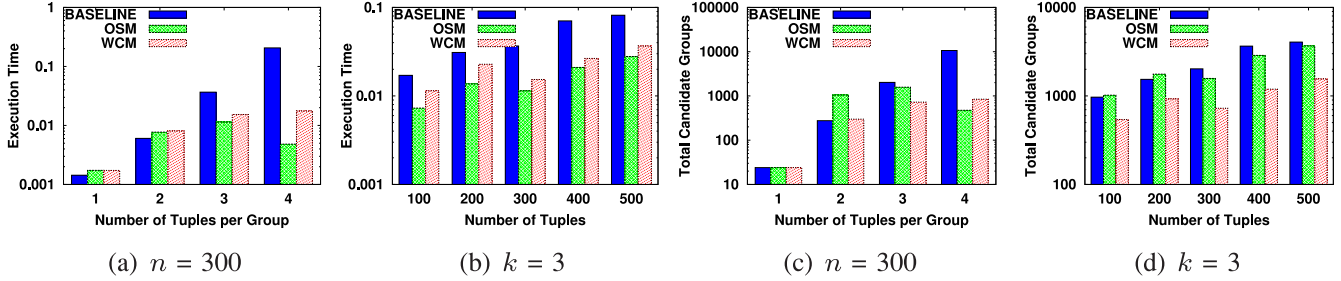 BASELINE
OSM
WCM
Execution Time
1
0.1
0.01
0.001
1 2 3 4
Number of Tuples per Group
(a) n = 300
BASELINE
OSM
WCM
Execution Time
0.1
0.01
0.001
100 200 300 400 500
Number of Tuples
(b) k = 3
BASELINE
OSM
WCM
Total Candidate Groups
100000
10000
1000
100
10
1 2 3 4
Number of Tuples per Group
(c) n = 300
BASELINE
OSM
WCM
Total Candidate Groups
10000
1000
100
100 200 300 400 500
Number of Tuples
(d) k = 3